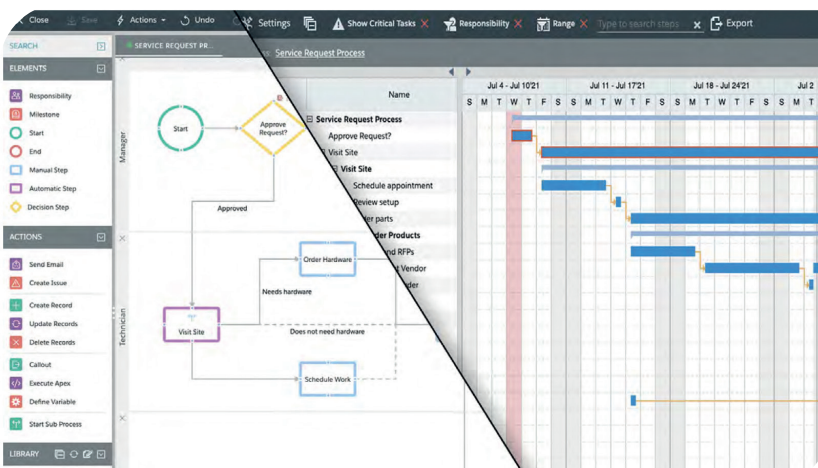 Close Save Actions Undo
Settings Show Critical Tasks Responsibility Range Type to search steps x Export
SEARCH
SERVICE REQUEST PR...
Service Request Process
ELEMENTS
Responsibility
Milestone
Start
End
Manual Step
Automatic Step
Decision Step
ACTIONS
Send Email
Create Issue
Create Record
Update Records
Delete Records
Callout
Execute Apex
Define Variable
Start Sub Process
LIBRARY
Manager
Start
Approve
Request?
Approved
Technician
Order Hardware
Needs hardware
Visit Site
Does not need hardware
Schedule Work
Name
Service Request Process
Approve Request?
Visit Site
Visit Site
Schedule appointment
Review setup
parts
Products
RFPs
Vendor
Jul 4 - Jul 10'21 Jul 11 - Jul 17'21 Jul 18 - Jul 24'21 Jul 2
S M T W T F S S M T W T F S S M T W T F S S M T